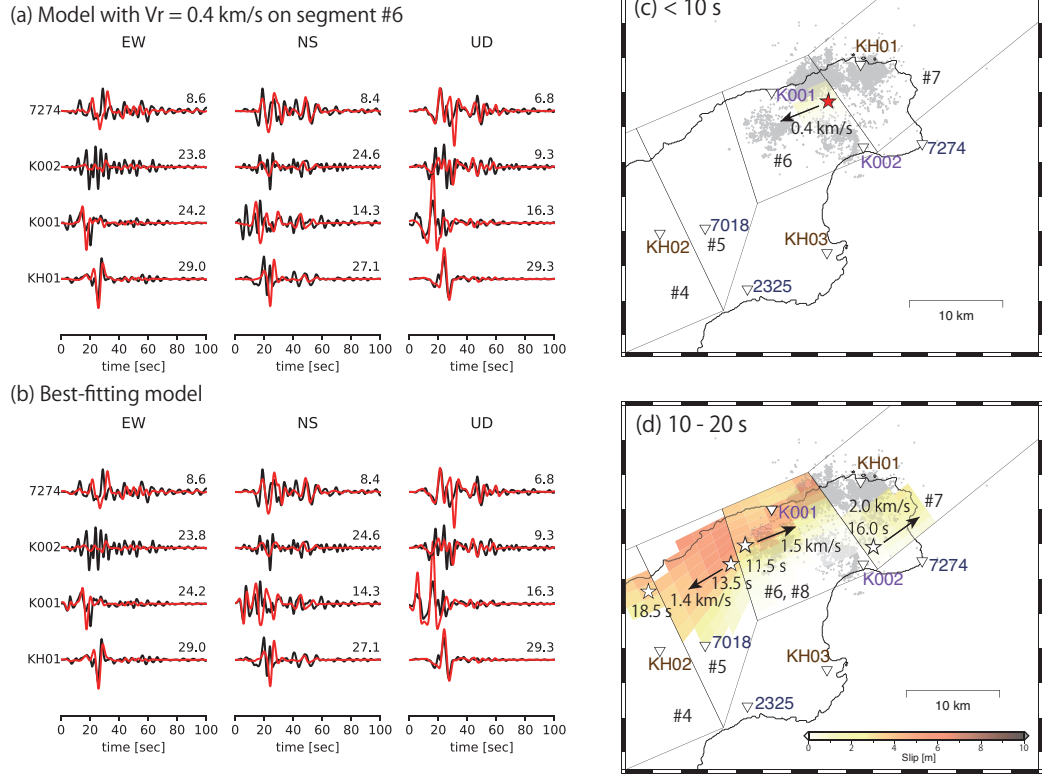 (a) Model with Vr = 0.4 km/s on segment #6
EW NS UD
7274 8.6 8.4 6.8
K002 23.8 24.6 9.3
K001 24.2 14.3 16.3
KH01 29.0 27.1 29.3
0 20 40 60 80 100 0 20 40 60 80 100 0 20 40 60 80 100
time [sec] time [sec] time [sec]
(b) Best-fitting model
EW NS UD
7274 8.6 8.4 6.8
K002 23.8 24.6 9.3
K001 24.2 14.3 16.3
KH01 29.0 27.1 29.3
0 20 40 60 80 100 0 20 40 60 80 100 0 20 40 60 80 100
time [sec] time [sec] time [sec]
(c) < 10 s
KH01
#7
K001
0.4 km/s
7274
#6
K002
7018
KH03
KH02
#5
2325
#4
10 km
(d) 10 - 20 s
KH01
#7
2.0 km/s
K001
16.0 s
1.5 km/s
11.5 s
7274
13.5 s
K002
#6, #8
1.4 km/s
18.5 s
7018
KH03
KH02
#5
2325
#4
10 km
0 2 4 6 8 10
Slip [m]